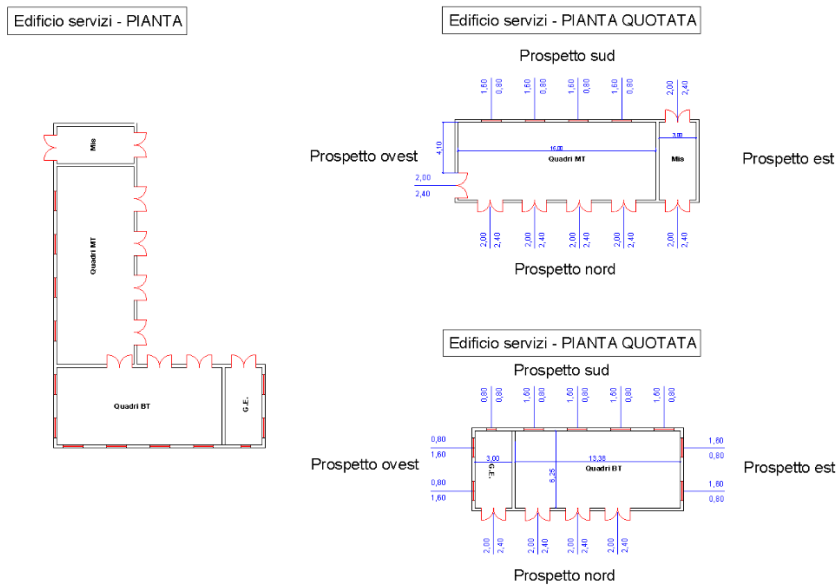 Edificio servizi - PIANTA
Mis
Quadri MT
Quadri BT
G.E.
Edificio servizi - PIANTA QUOTATA
Prospetto sud
1,60 0,80 1,60 0,80 1,60 0,80 1,60 0,80 2,00 2,40
4,10
16,00
3,00
Prospetto ovest
Quadri MT
Mis
Prospetto est
2,00
2,40
2,00 2,40 2,00 2,40 2,00 2,40 2,00 2,40 2,00 2,40
Prospetto nord
Edificio servizi - PIANTA QUOTATA
Prospetto sud
0,80 0,80 1,60 0,80 1,60 0,80 1,60 0,80 1,60 0,80
0,80
1,60
1,60
0,80
Prospetto ovest
3,00
13,38
G.E.
6,25
Quadri BT
Prospetto est
0,80
1,60
1,60
0,80
2,00 2,40 2,00 2,40 2,00 2,40 2,00 2,40
Prospetto nord